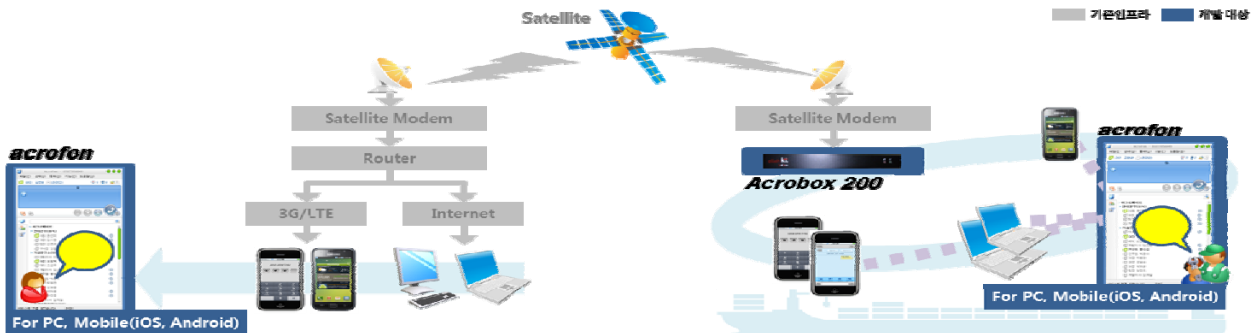 Satellite
기존인프라
개발 대상
Satellite Modem
Router
3G/LTE
Internet
acrofon
For PC, Mobile(iOS, Android)
Satellite Modem
Acrobox 200
acrofon
For PC, Mobile(iOS, Android)